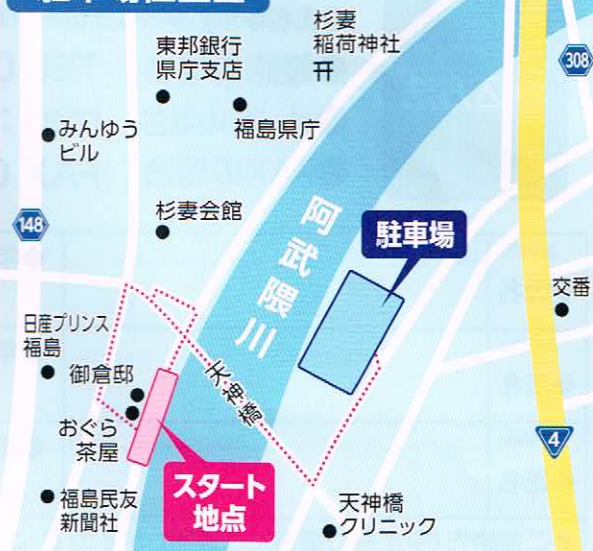 杉妻
稲荷神社
東邦銀行
県庁支店
308
福島県庁
みんゆう
ビル
148
杉妻会館
阿武隈川
駐車場
交番
日産プリンス
福島
御倉邸
天神橋
おぐら
茶屋
4
スタート
地点
福島民友
新聞社
天神橋
クリニック